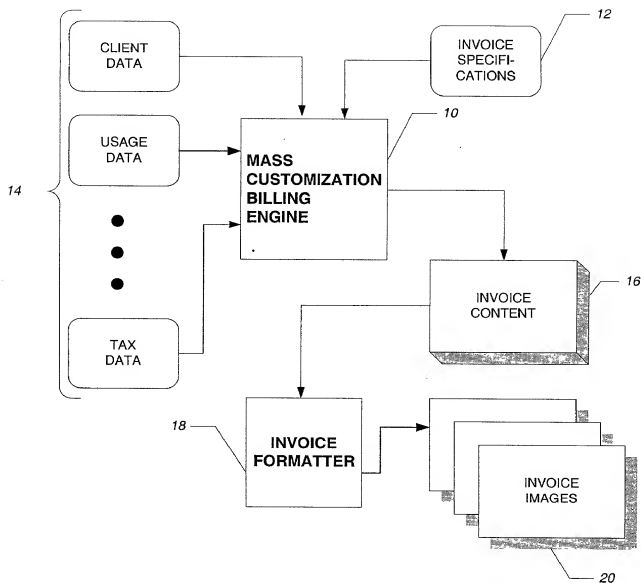 CLIENT
DATA
INVOICE
SPECIFI-
CATIONS
12
10
USAGE
DATA
14
MASS
CUSTOMIZATION
BILLING
ENGINE
16
INVOICE
CONTENT
TAX
DATA
18
INVOICE
FORMATTER
INVOICE
IMAGES
20